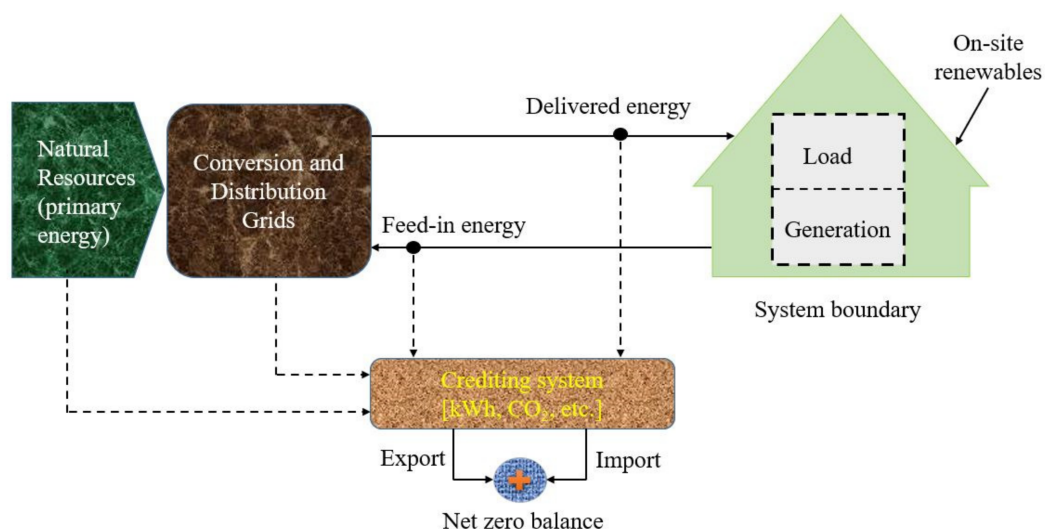 Natural
Resources
(primary
energy)
Conversion and
Distribution
Grids
Delivered energy
Feed-in energy
On-site
renewables
Load
Generation
System boundary
Crediting system
[kWh, CO₂, etc.]
Export
Import
Net zero balance